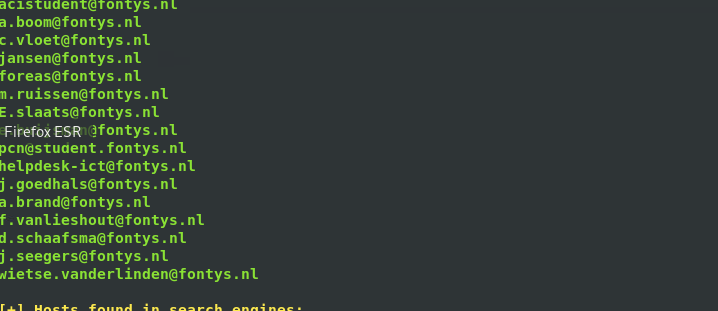 acistudent@fontys.nl
a.boom@fontys.nl
c.vloet@fontys.nl
jansen@fontys.nl
foreas@fontys.nl
m.ruissen@fontys.nl
E.slaats@fontys.nl
Firefox ESR @fontys.nl
pcn@student.fontys.nl
helpdesk-ict@fontys.nl
j.goedhals@fontys.nl
a.brand@fontys.nl
f.vanlieshout@fontys.nl
d.schaafsma@fontys.nl
j.seegers@fontys.nl
wietse.vanderlinden@fontys.nl
[+] Hosts found in search engines: